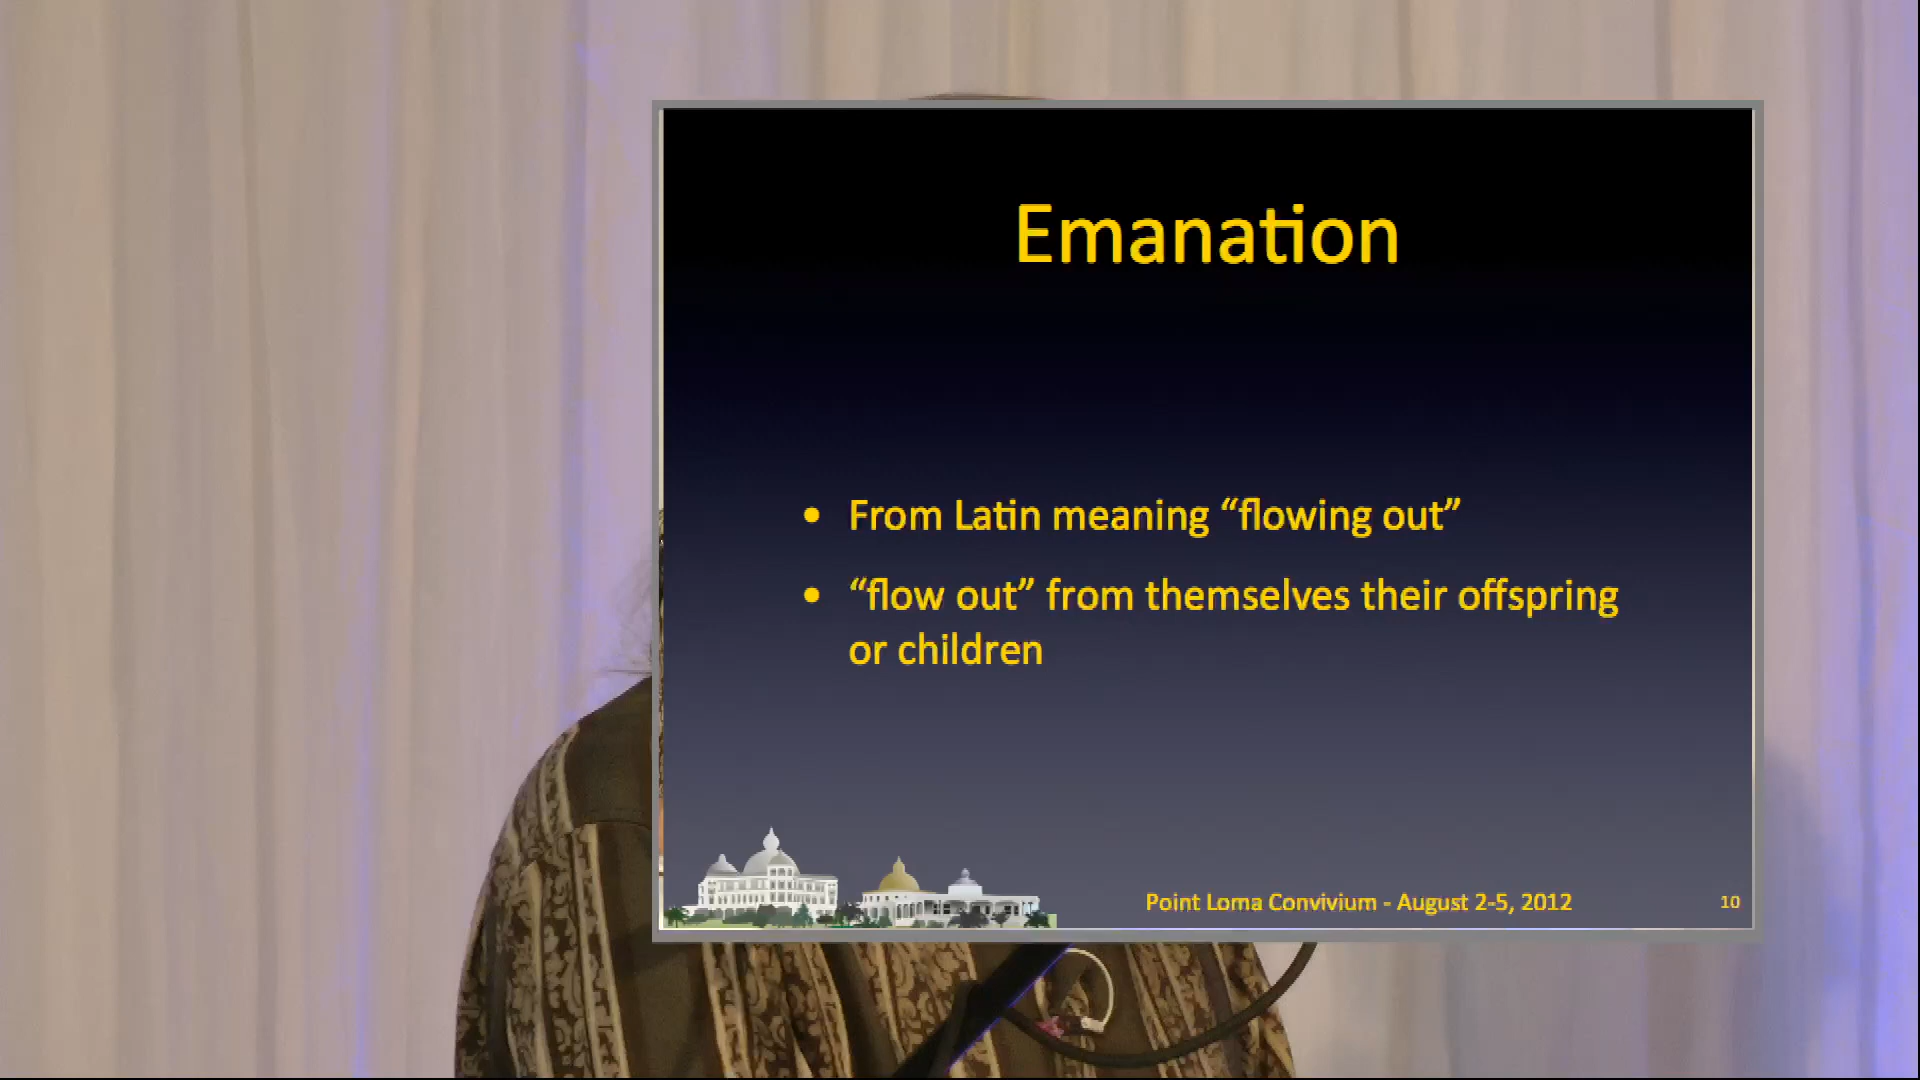 Emanation
• From Latin meaning “flowing out”
• “flow out” from themselves their offspring
or children
Point Loma Convivium - August 2-5, 2012
10